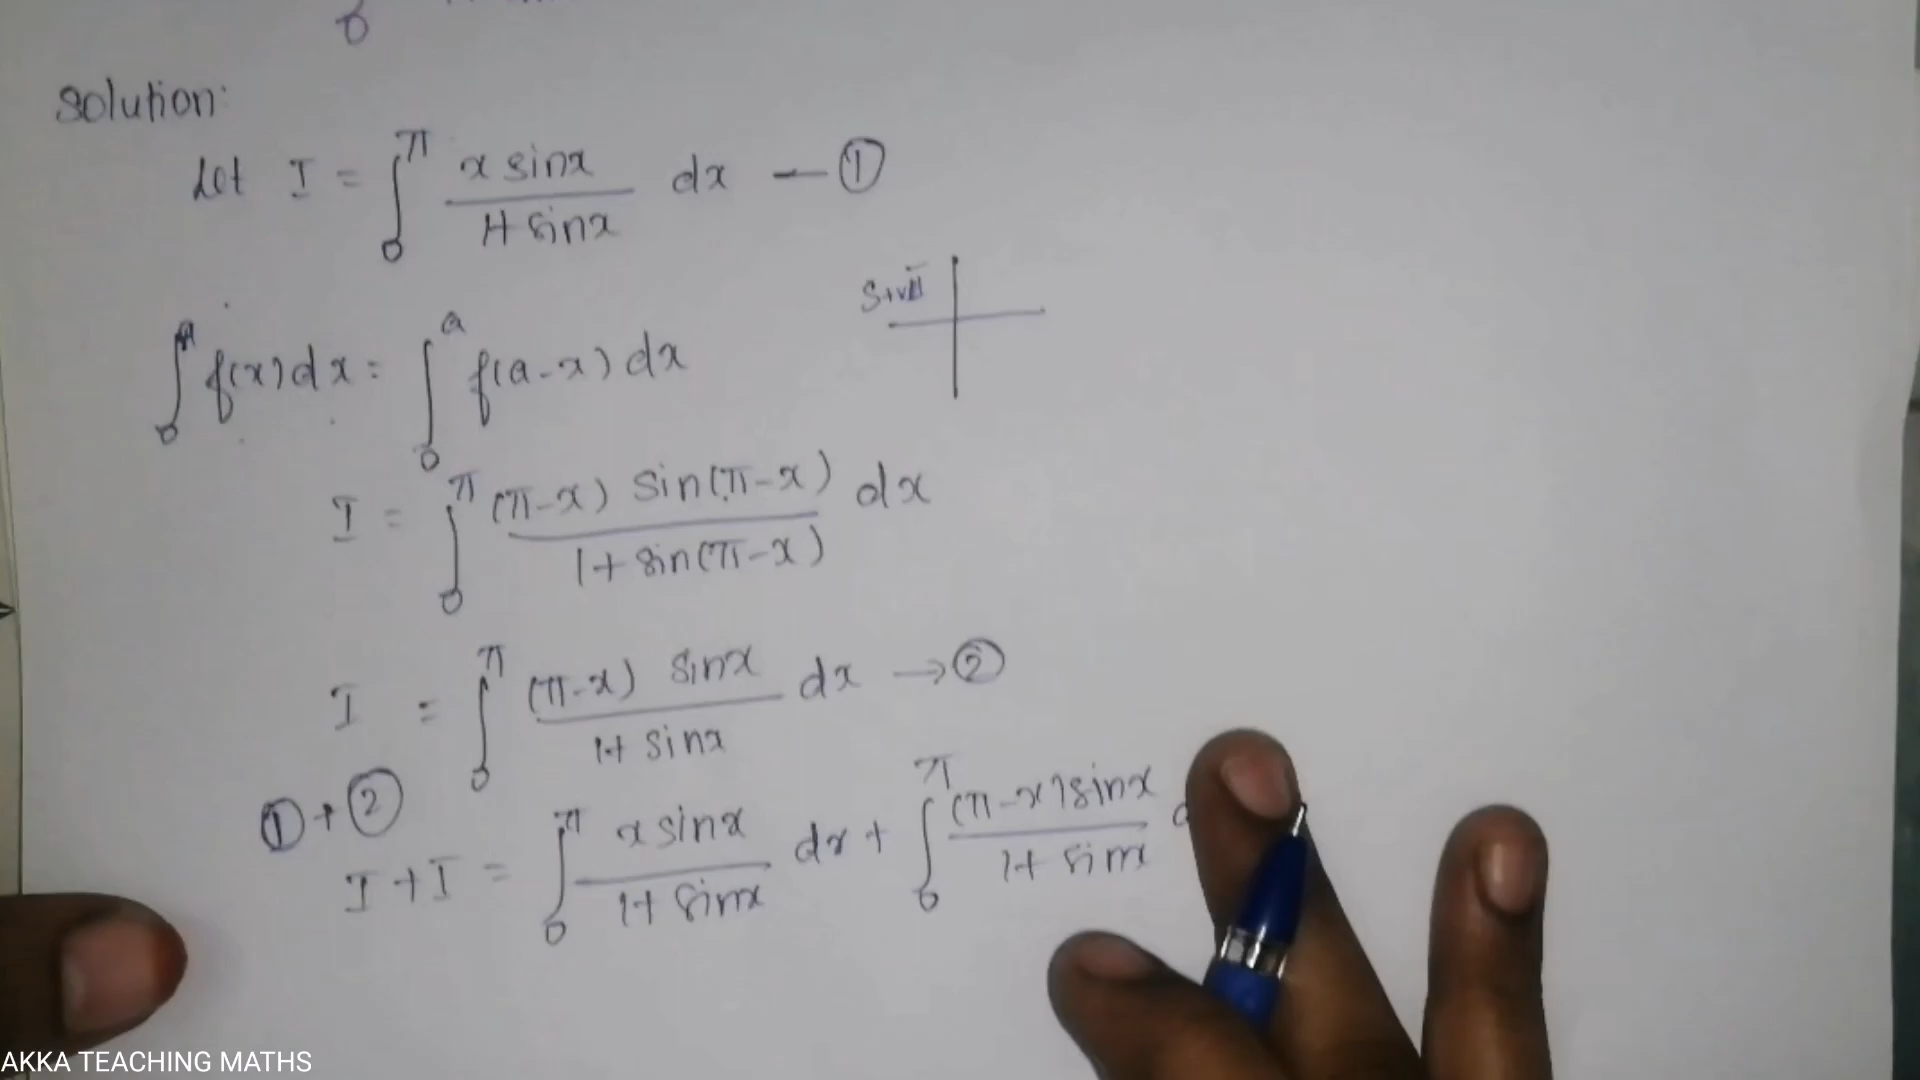 Solution:
Let I = ∫₀^π x sinx / 1+ sinx dx — ①
∫₀^a f(x)dx = ∫₀^a f(a-x) dx
I = ∫₀^π (π-x) sin(π-x) / 1+ sin(π-x) dx
I = ∫₀^π (π-x) sinx / 1+ sinx dx → ②
①+②
I + I = ∫₀^π x sinx / 1+ sinx dx + ∫₀^π (π-x) sinx / 1+ sinx
AKKA TEACHING MATHS